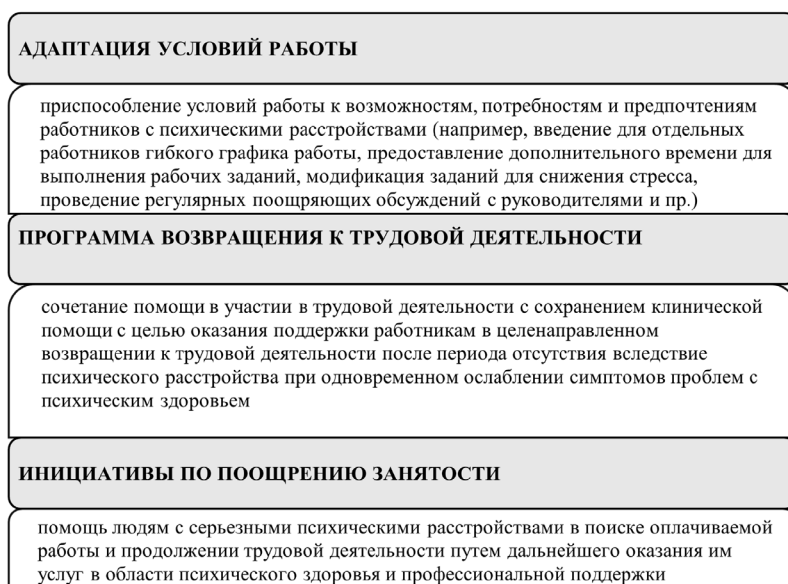 АДАПТАЦИЯ УСЛОВИЙ РАБОТЫ
приспособление условий работы к возможностям, потребностям и предпочтениям
работников с психическими расстройствами (например, введение для отдельных
работников гибкого графика работы, предоставление дополнительного времени для
выполнения рабочих заданий, модификация заданий для снижения стресса,
проведение регулярных поощряющих обсуждений с руководителями и пр.)
ПРОГРАММА ВОЗВРАЩЕНИЯ К ТРУДОВОЙ ДЕЯТЕЛЬНОСТИ
сочетание помощи в участии в трудовой деятельности с сохранением клинической
помощи с целью оказания поддержки работникам в целенаправленном
возвращении к трудовой деятельности после периода отсутствия вследствие
психического расстройства при одновременном ослаблении симптомов проблем с
психическим здоровьем
ИНИЦИАТИВЫ ПО ПООЩРЕНИЮ ЗАНЯТОСТИ
помощь людям с серьезными психическими расстройствами в поиске оплачиваемой
работы и продолжении трудовой деятельности путем дальнейшего оказания им
услуг в области психического здоровья и профессиональной поддержки